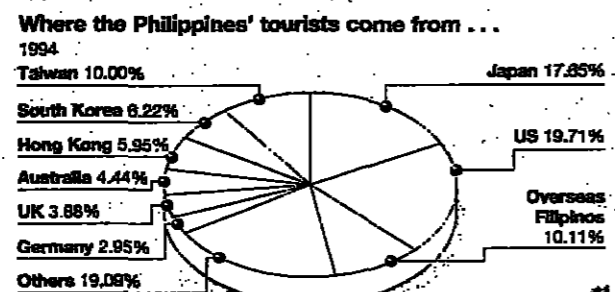 Where the Philippines' tourists come from ...
1994
Taiwan 10.00%
South Korea 6.22%
Hong Kong 5.95%
Australia 4.44%
UK 3.88%
Germany 2.95%
Others 19.09%
Japan 17.65%
US 19.71%
Overseas
Filipinos
10.11%